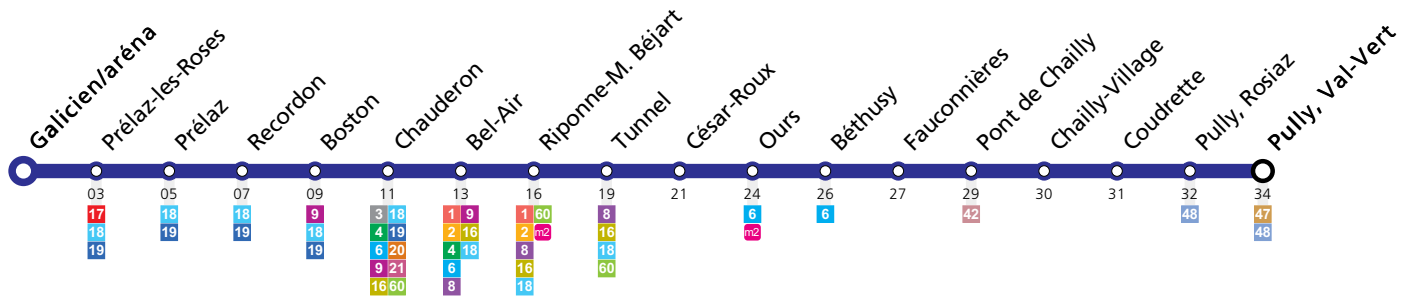 Galicien/aréna
Prélaz-les-Roses
Prélaz
Recordon
Boston
Chauderon
Bel-Air
Riponne-M. Béjart
Tunnel
César-Roux
Ours
Béthusy
Fauconnières
Pont de Chailly
Chailly-Village
Coudrette
Pully, Rosiaz
Pully, Val-Vert
03 05 07 09 11 13 16 19 21 24 26 27 29 30 31 32 34
17 18 18 9 3 18 1 9 1 60 8 6 6 42 48 47
18 19 19 18 4 19 2 16 2 m2 16 m2 48
19 19 6 20 4 18 8 18
9 21 6 16 60
16 60 8 18